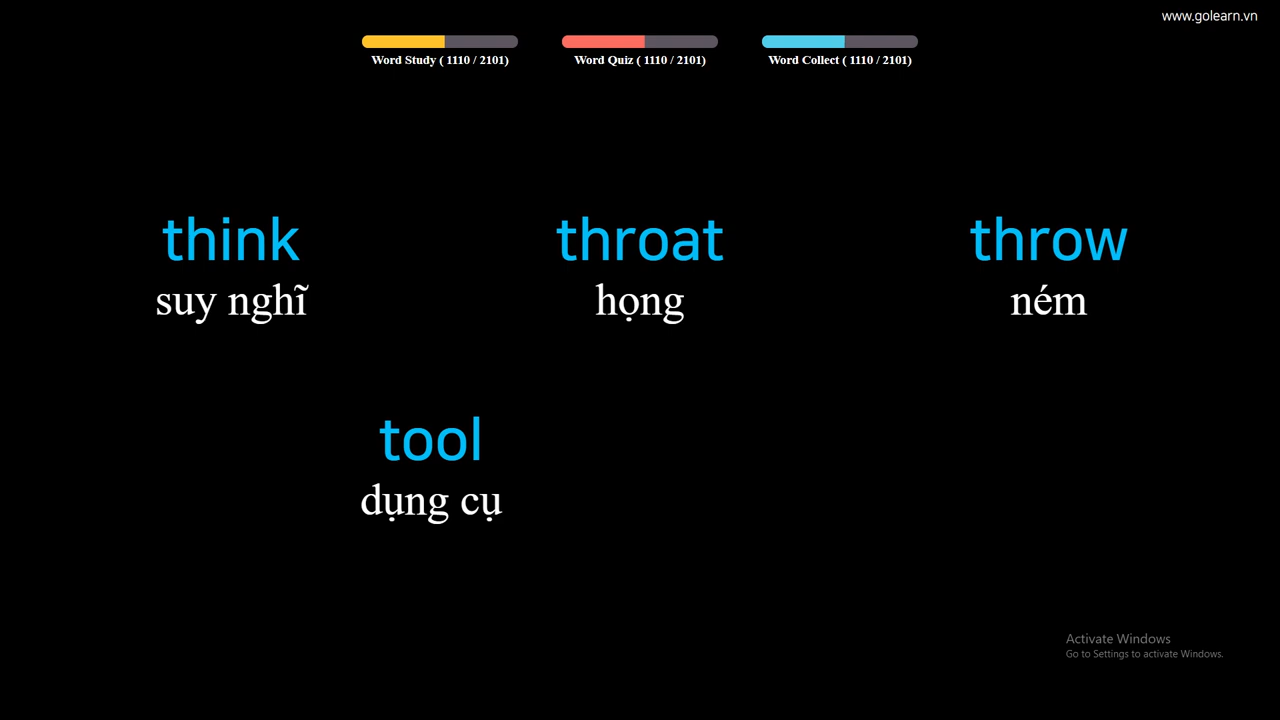 www.golearn.vn
Word Study ( 1110 / 2101)
Word Quiz ( 1110 / 2101)
Word Collect ( 1110 / 2101)
think
suy nghĩ
throat
họng
throw
ném
tool
dụng cụ
Activate Windows
Go to Settings to activate Windows.